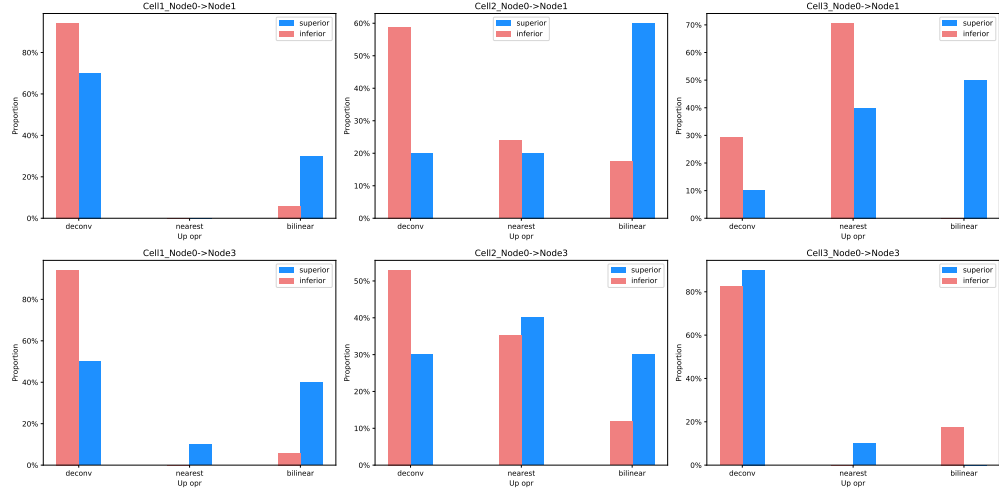 Cell1_Node0->Node1
superior
inferior
80%
60%
40%
20%
0%
Proportion
deconv nearest bilinear
Up opr
Cell2_Node0->Node1
superior
inferior
60%
50%
40%
30%
20%
10%
0%
Proportion
deconv nearest bilinear
Up opr
Cell3_Node0->Node1
superior
inferior
70%
60%
50%
40%
30%
20%
10%
0%
Proportion
deconv nearest bilinear
Up opr
Cell1_Node0->Node3
superior
inferior
80%
60%
40%
20%
0%
Proportion
deconv nearest bilinear
Up opr
Cell2_Node0->Node3
superior
inferior
50%
40%
30%
20%
10%
0%
Proportion
deconv nearest bilinear
Up opr
Cell3_Node0->Node3
superior
inferior
80%
60%
40%
20%
0%
Proportion
deconv nearest bilinear
Up opr